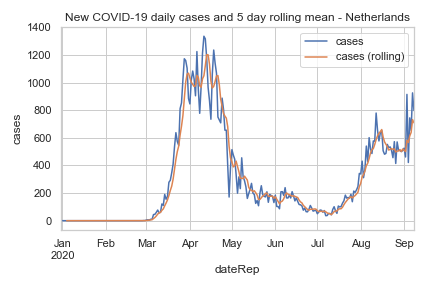 New COVID-19 daily cases and 5 day rolling mean - Netherlands
1400
1200
1000
800
600
400
200
0
cases
cases
cases (rolling)
Jan Feb Mar Apr May Jun Jul Aug Sep
2020
dateRep